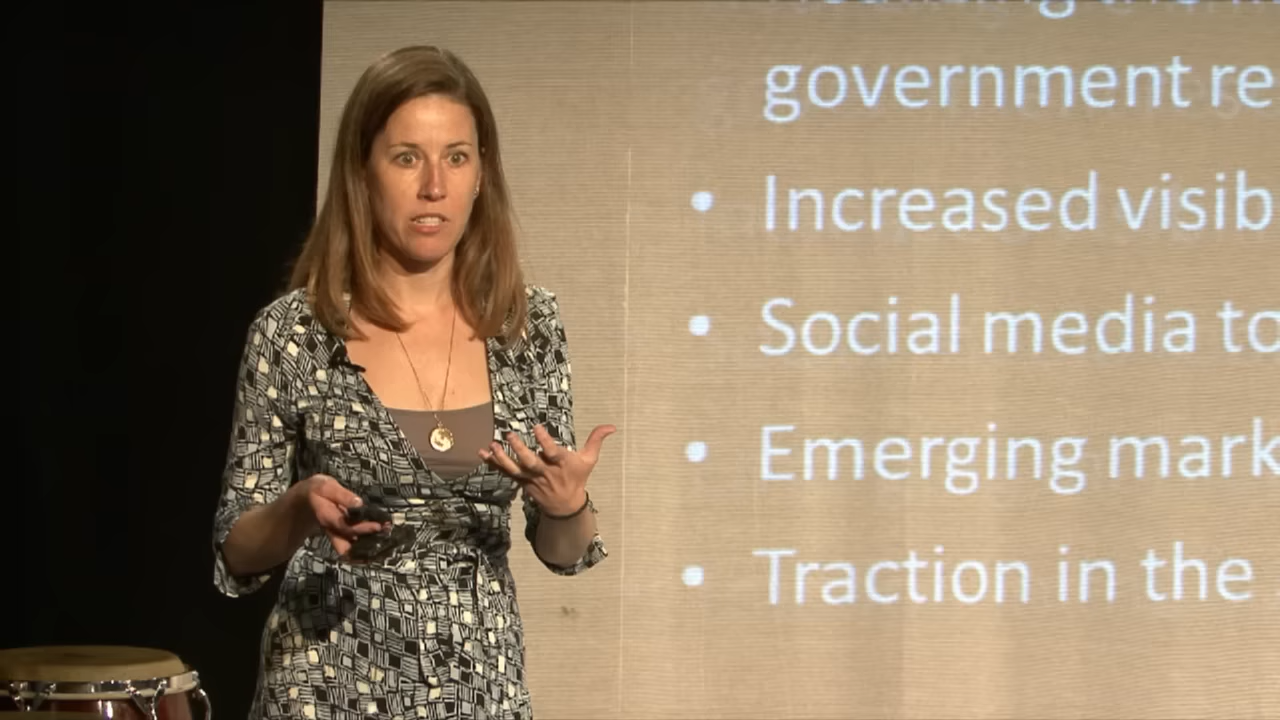 government re
• Increased visib
• Social media to
• Emerging mark
• Traction in the